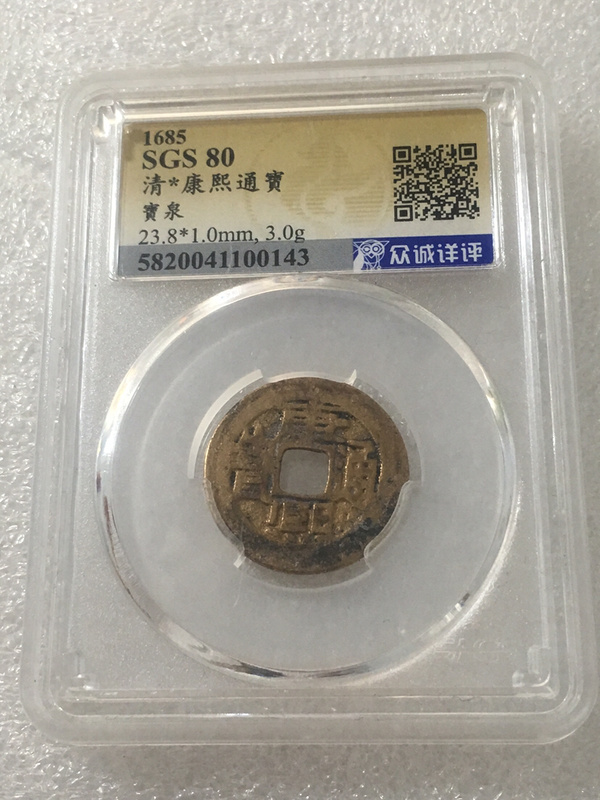 1685
SGS 80
清*康熙通寶
寶泉
23.8*1.0mm, 3.0g
5820041100143 众诚详评
康熙通寶